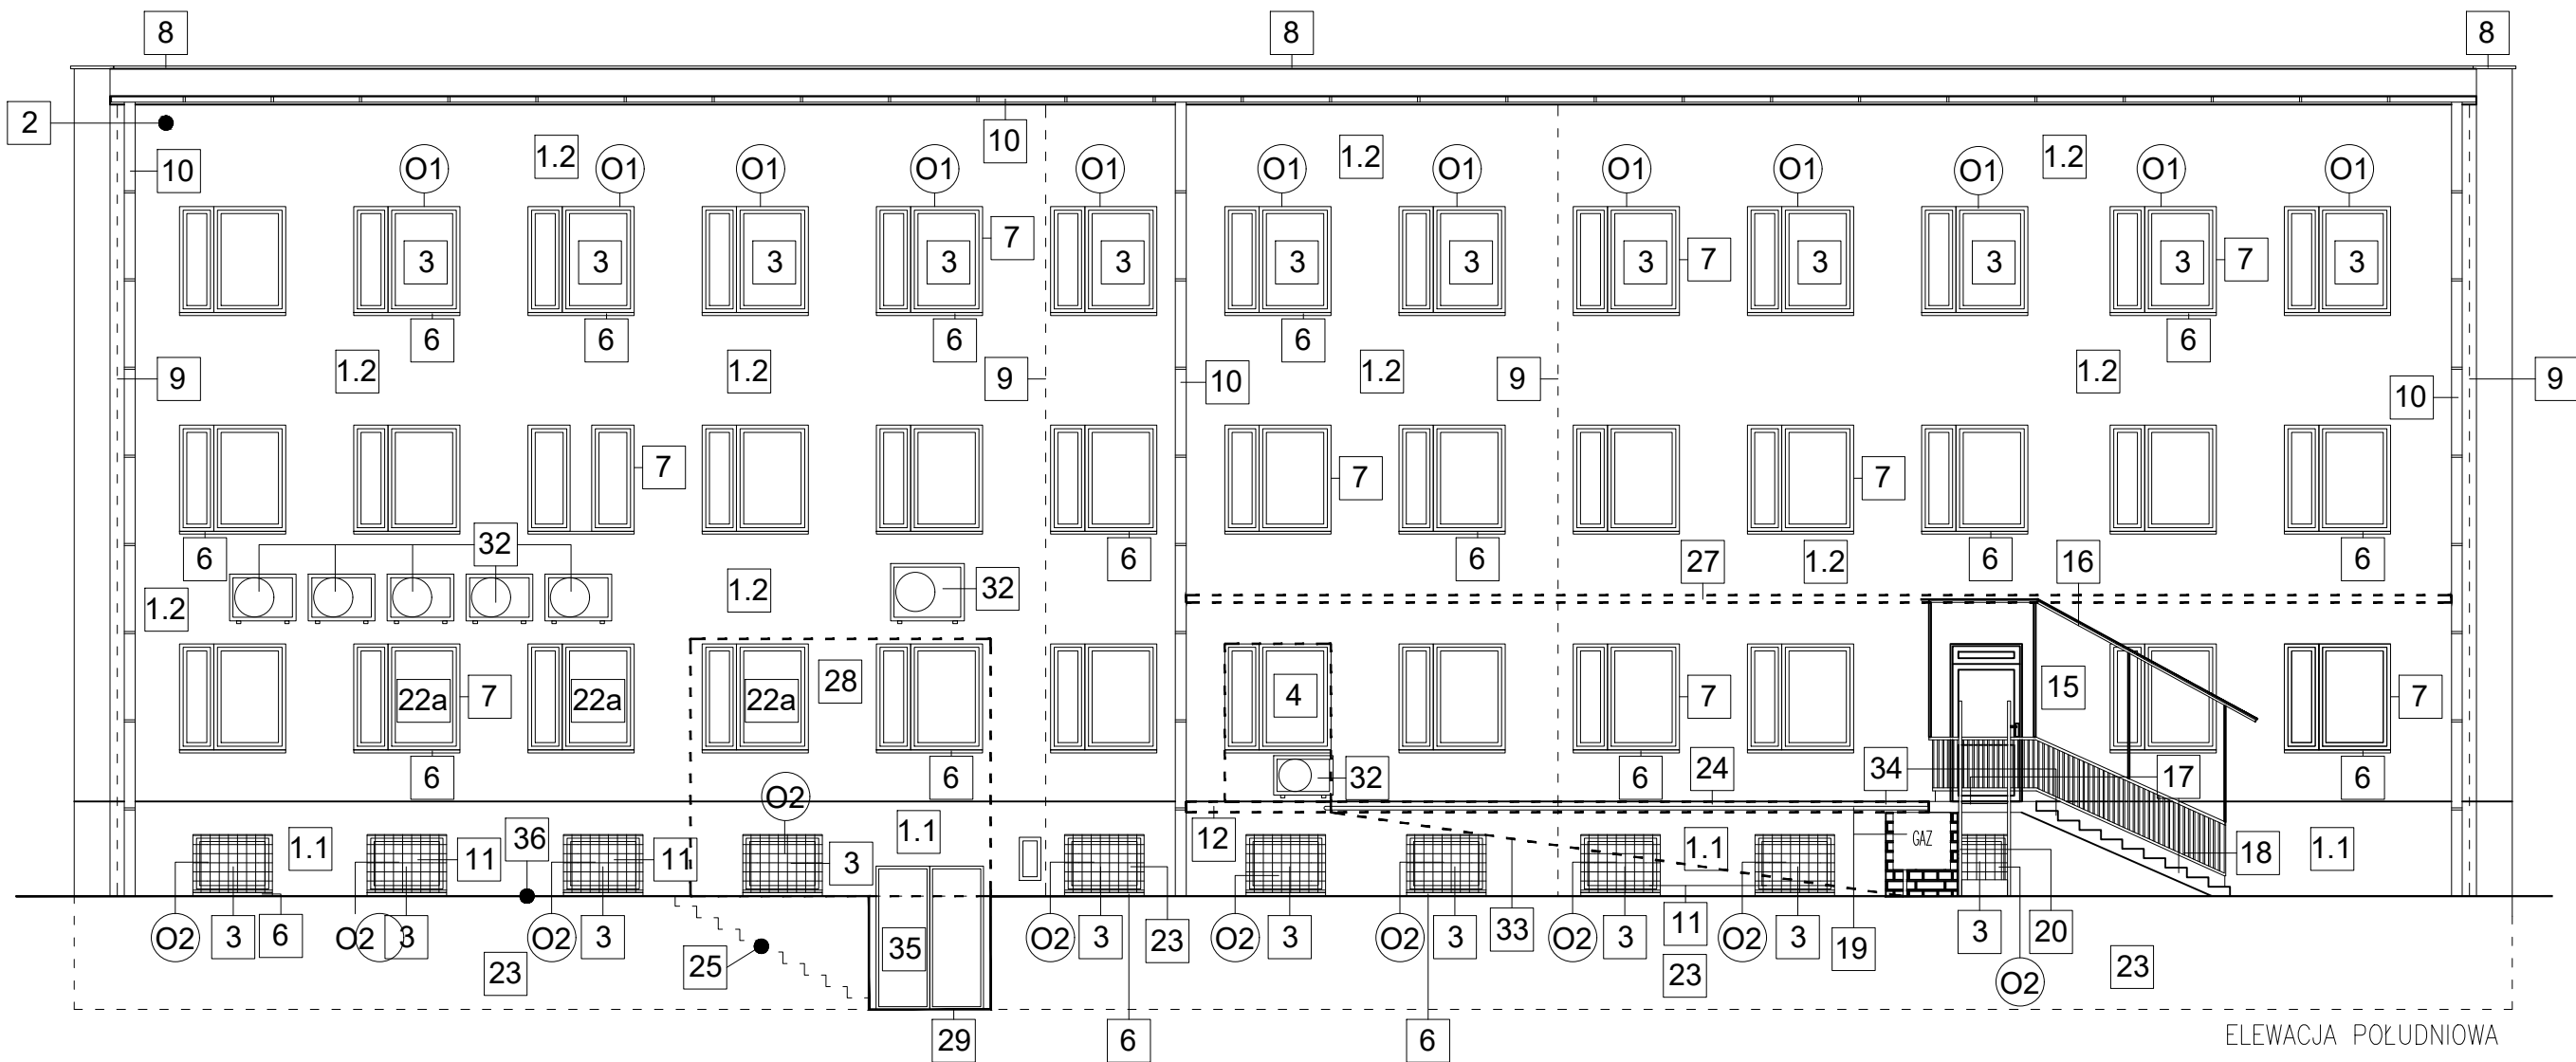 8 8 8
2
10 1.2 10 1.2 1.2
O1 O1 O1 O1 O1 O1 O1 O1 O1 O1 O1 O1
7
3 3 3 3 3 3 3 3 7 3 3 3 7 3
6 6 6 6 6
1.2 1.2 1.2 1.2
9 9 10 9 10 9
7 7 7
32
6 6 6 27 1.2 6 16 6
1.2 1.2 32
22a 7 22a 22a 28 4 7 15 7
6 6 32 6 24 34 17 6
O2
1.1 11 36 11 3 1.1 12 1.1 GAZ 18 1.1
O2 3 6 O2 3 O2 3 O2 3 23 O2 3 O2 3 33 O2 3 11 O2 3 19 3 20
23 25 35 23 O2 23
29 6 6
ELEWACJA POŁUDNIOWA